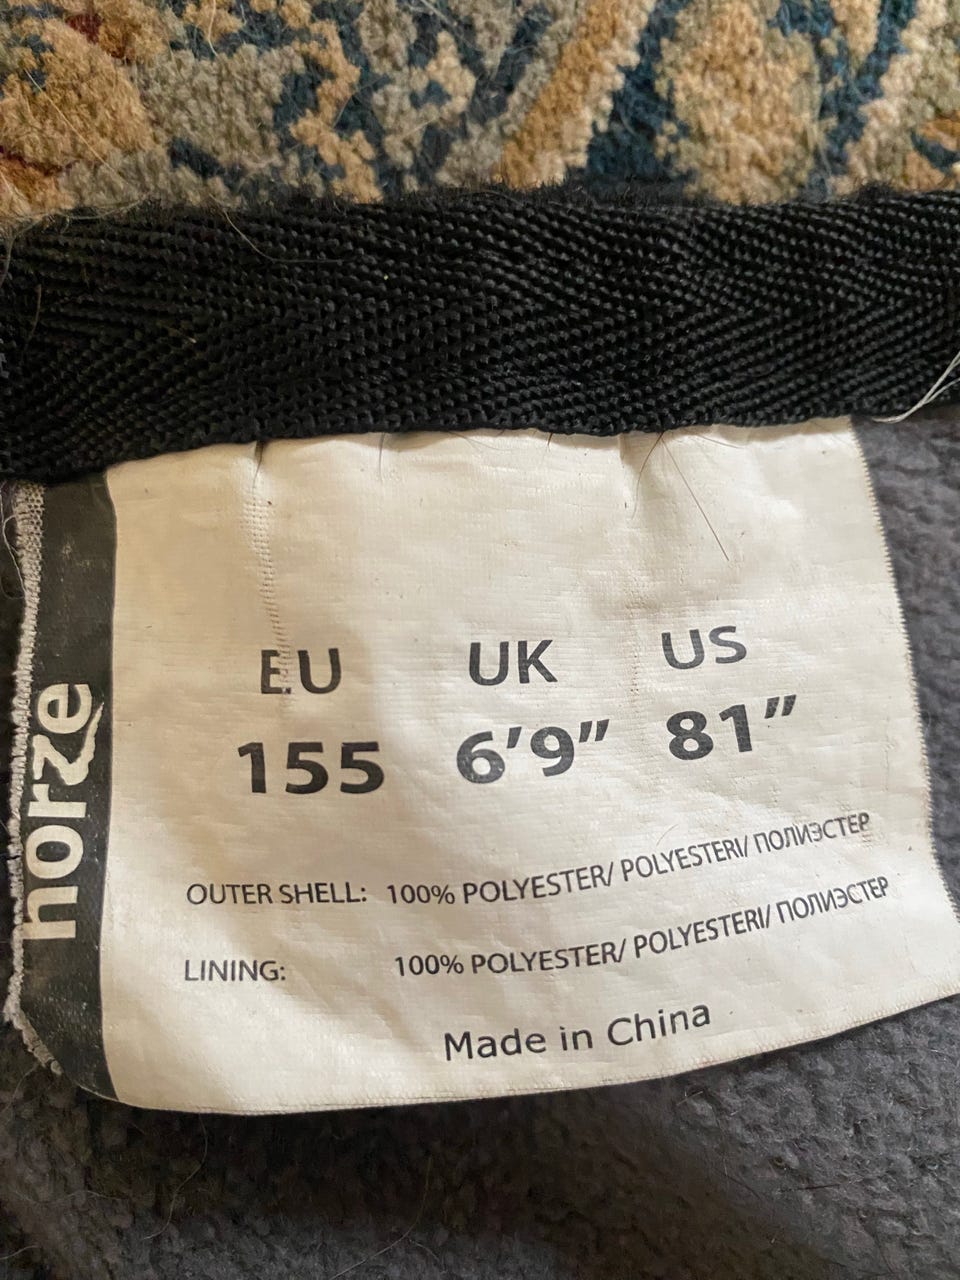 horze
EU UK US
155 6'9" 81"
OUTER SHELL: 100% POLYESTER/ POLYESTERI/ ПОЛИЭСТЕР
LINING: 100% POLYESTER/ POLYESTERI/ ПОЛИЭСТЕР
Made in China